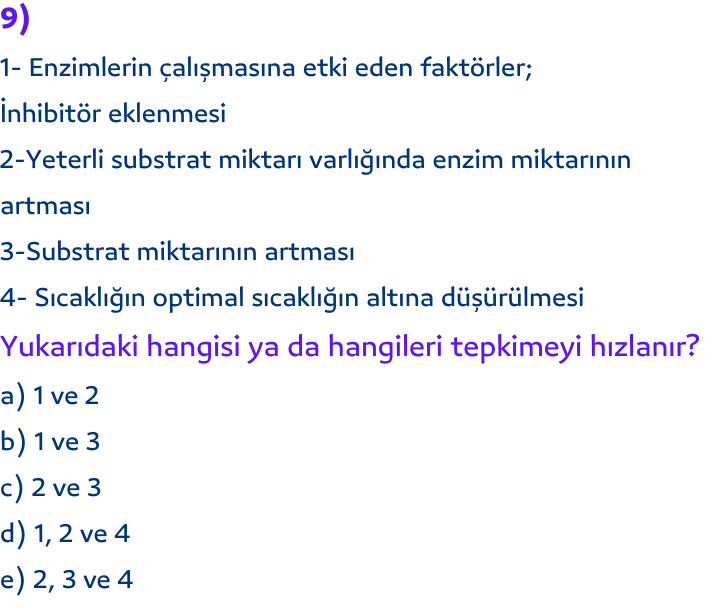 9)
1- Enzimlerin çalışmasına etki eden faktörler;
İnhibitör eklenmesi
2-Yeterli substrat miktarı varlığında enzim miktarının
artması
3-Substrat miktarının artması
4- Sıcaklığın optimal sıcaklığın altına düşürülmesi
Yukarıdaki hangisi ya da hangileri tepkimeyi hızlanır?
a) 1 ve 2
b) 1 ve 3
c) 2 ve 3
d) 1, 2 ve 4
e) 2, 3 ve 4